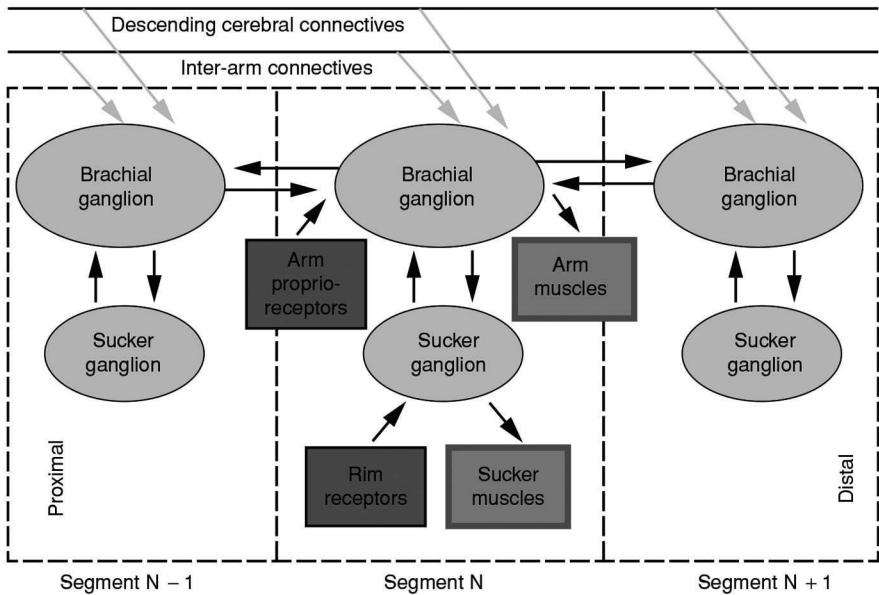 Descending cerebral connectives
Inter-arm connectives
Brachial
ganglion
Brachial
ganglion
Brachial
ganglion
Arm
proprio-
receptors
Arm
muscles
Sucker
ganglion
Sucker
ganglion
Sucker
ganglion
Rim
receptors
Sucker
muscles
Proximal
Distal
Segment N – 1
Segment N
Segment N + 1